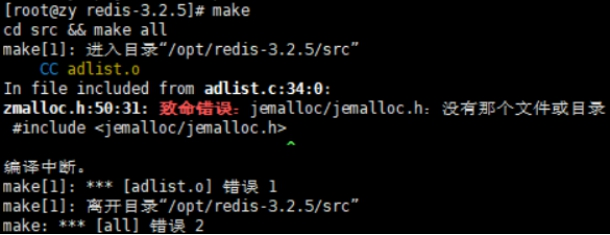 [root@zy redis-3.2.5]# make
cd src && make all
make[1]: 进入目录“/opt/redis-3.2.5/src”
    CC adlist.o
In file included from adlist.c:34:0:
zmalloc.h:50:31: 致命错误：jemalloc/jemalloc.h：没有那个文件或目录
 #include <jemalloc/jemalloc.h>
                               ^
编译中断。
make[1]: *** [adlist.o] 错误 1
make[1]: 离开目录“/opt/redis-3.2.5/src”
make: *** [all] 错误 2